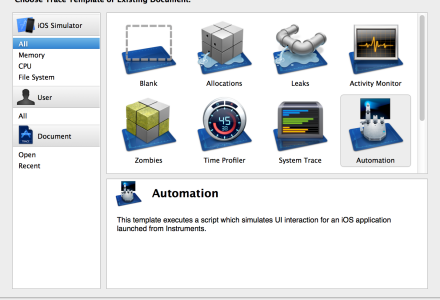 Choose Trace Template or Existing Document:
iOS Simulator
All
Memory
CPU
File System
User
All
Document
Open
Recent
Blank
Allocations
Leaks
Activity Monitor
Zombies
45
Time Profiler
System Trace
Automation
Automation
This template executes a script which simulates UI interaction for an iOS application
launched from Instruments.